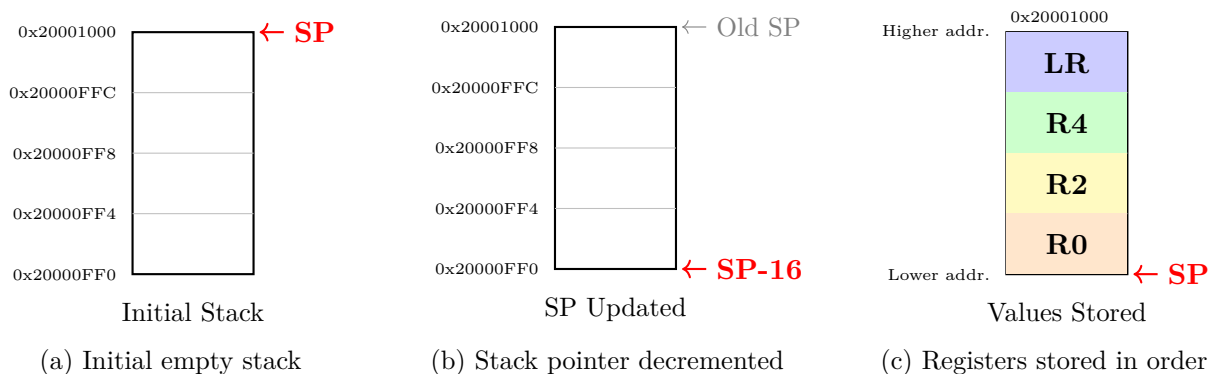 0x20001000
← SP
0x20000FFC
0x20000FF8
0x20000FF4
0x20000FF0
Initial Stack
(a) Initial empty stack
0x20001000
← Old SP
0x20000FFC
0x20000FF8
0x20000FF4
0x20000FF0
← SP-16
SP Updated
(b) Stack pointer decremented
0x20001000
Higher addr.
LR
R4
R2
R0
Lower addr.
← SP
Values Stored
(c) Registers stored in order